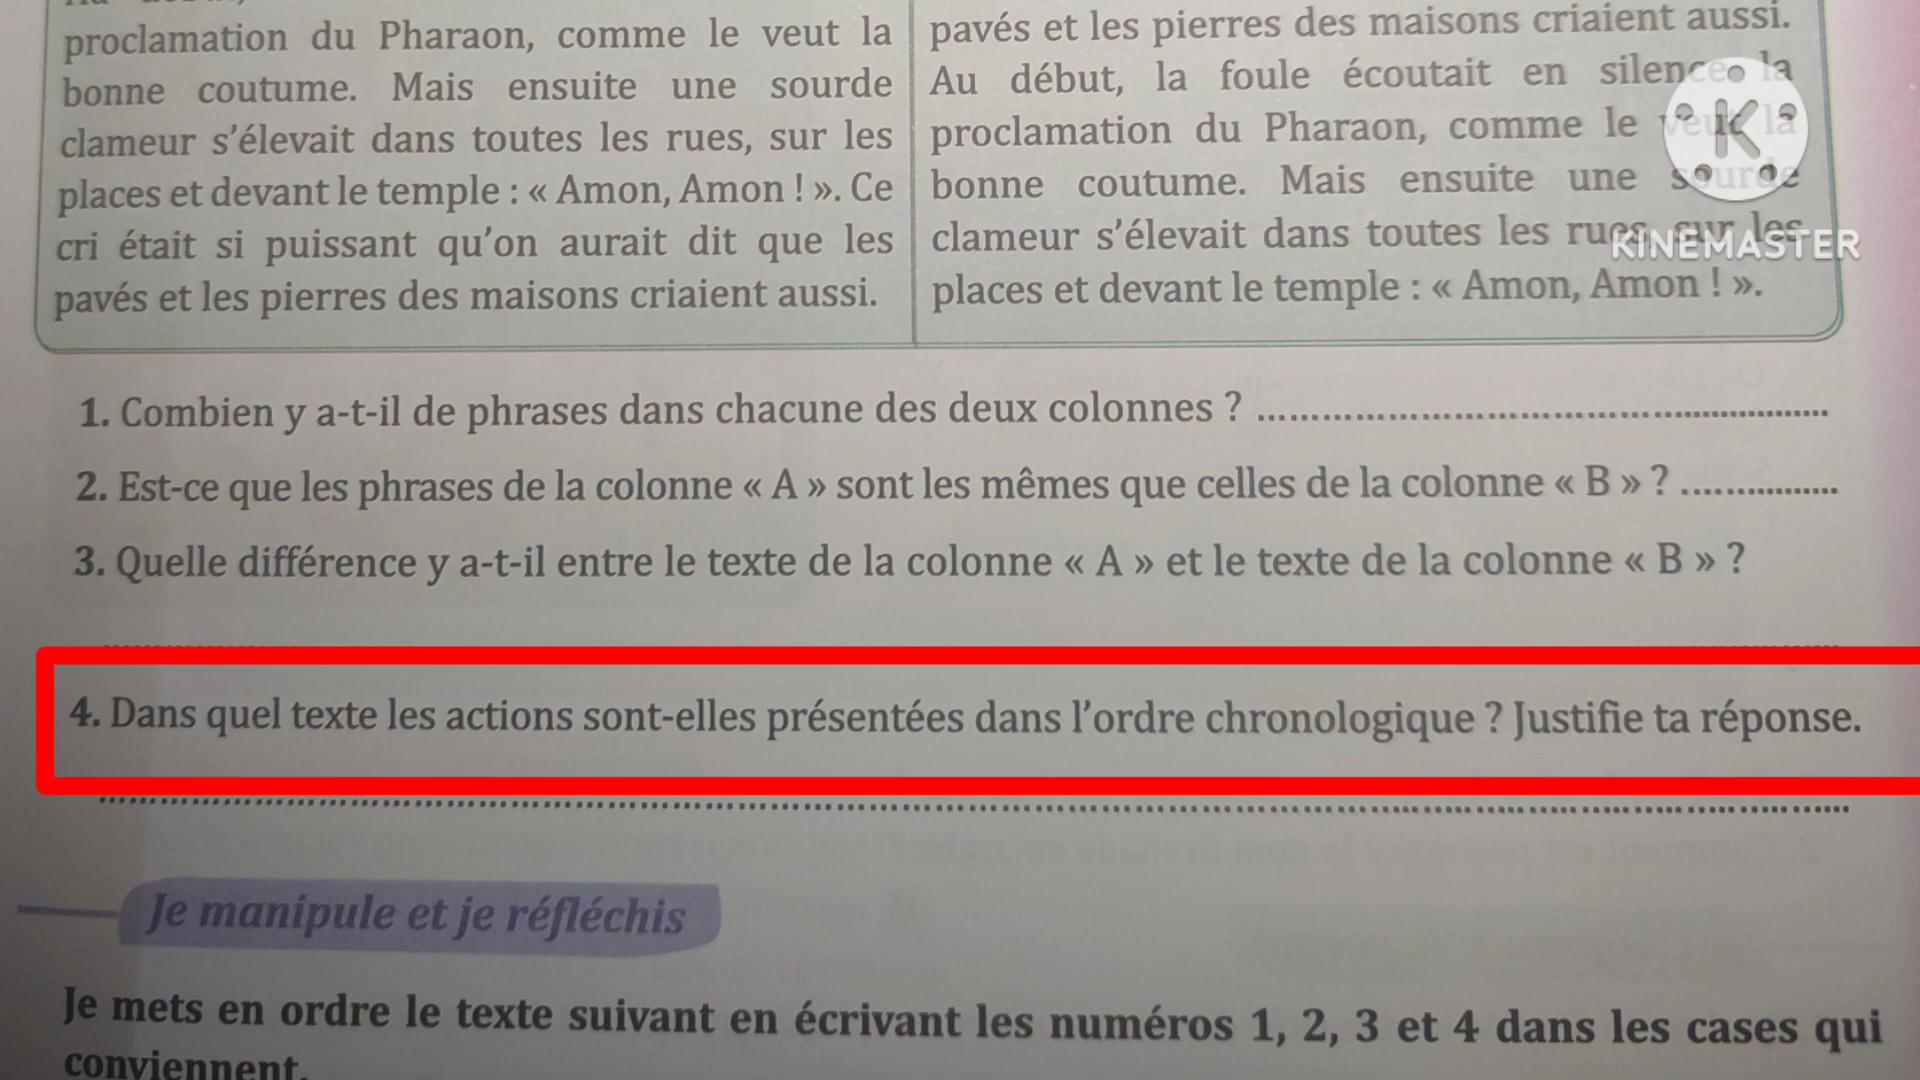 proclamation du Pharaon, comme le veut la
bonne coutume. Mais ensuite une sourde
clameur s'élevait dans toutes les rues, sur les
places et devant le temple : « Amon, Amon ! ». Ce
cri était si puissant qu'on aurait dit que les
pavés et les pierres des maisons criaient aussi.
pavés et les pierres des maisons criaient aussi.
Au début, la foule écoutait en silence la
proclamation du Pharaon, comme le veut la
bonne coutume. Mais ensuite une sourde
clameur s'élevait dans toutes les rues, sur les
places et devant le temple : « Amon, Amon ! ».
K
KINEMASTER
1. Combien y a-t-il de phrases dans chacune des deux colonnes ? ................
2. Est-ce que les phrases de la colonne « A » sont les mêmes que celles de la colonne « B » ? ................
3. Quelle différence y a-t-il entre le texte de la colonne « A » et le texte de la colonne « B » ?
4. Dans quel texte les actions sont-elles présentées dans l'ordre chronologique ? Justifie ta réponse.
Je manipule et je réfléchis
Je mets en ordre le texte suivant en écrivant les numéros 1, 2, 3 et 4 dans les cases qui
conviennent.